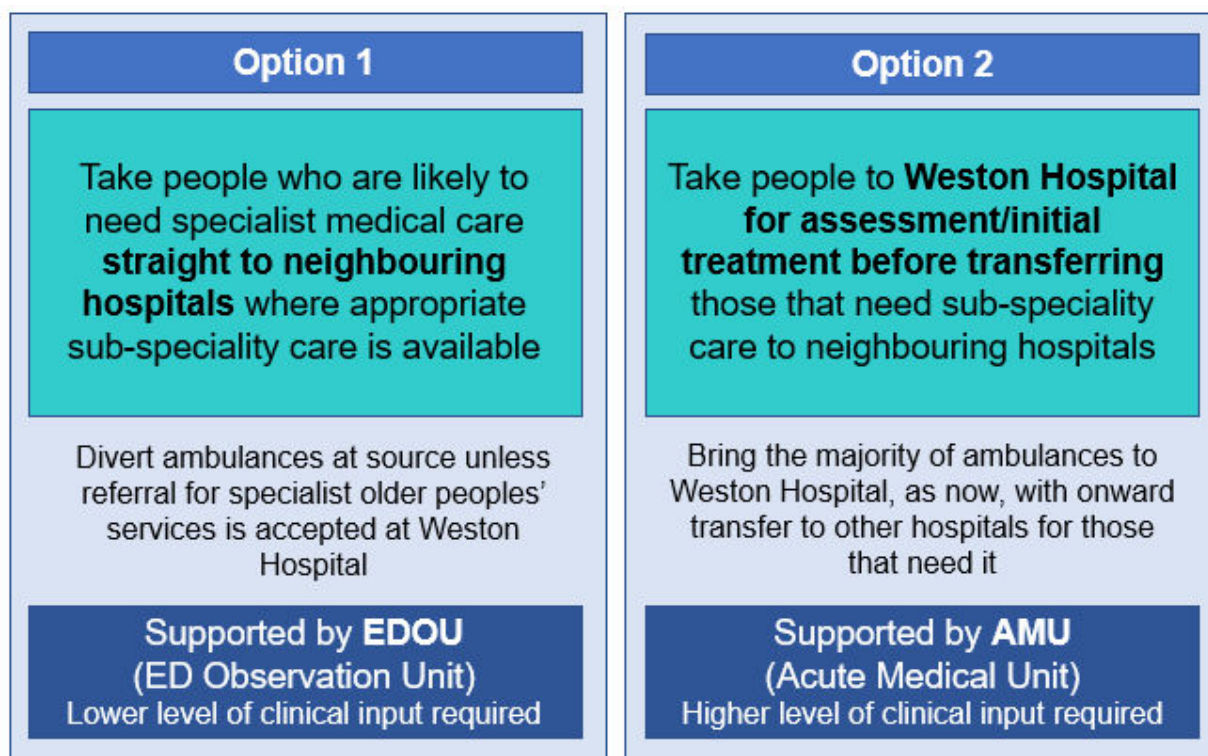 Option 1
Take people who are likely to
need specialist medical care
straight to neighbouring
hospitals where appropriate
sub-speciality care is available
Divert ambulances at source unless
referral for specialist older peoples’
services is accepted at Weston
Hospital
Supported by EDOU
(ED Observation Unit)
Lower level of clinical input required
Option 2
Take people to Weston Hospital
for assessment/initial
treatment before transferring
those that need sub-speciality
care to neighbouring hospitals
Bring the majority of ambulances to
Weston Hospital, as now, with onward
transfer to other hospitals for those
that need it
Supported by AMU
(Acute Medical Unit)
Higher level of clinical input required